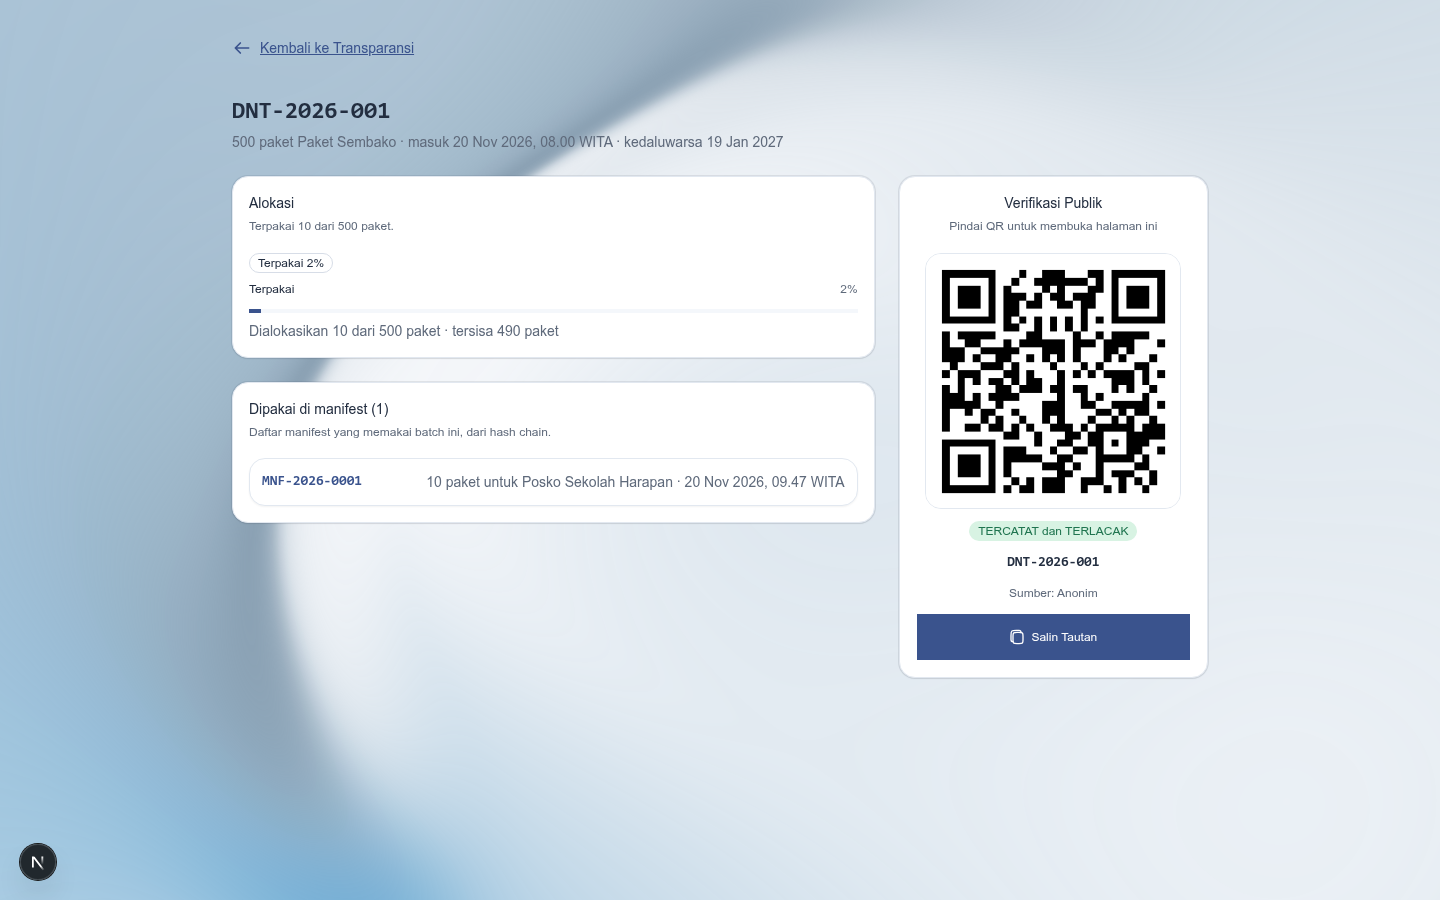 Kembali ke Transparansi
DNT-2026-001
500 paket Paket Sembako · masuk 20 Nov 2026, 08.00 WITA · kedaluwarsa 19 Jan 2027
Alokasi
Terpakai 10 dari 500 paket.
Terpakai 2%
Terpakai 2%
Dialokasikan 10 dari 500 paket · tersisa 490 paket
Dipakai di manifest (1)
Daftar manifest yang memakai batch ini, dari hash chain.
MNF-2026-0001 10 paket untuk Posko Sekolah Harapan · 20 Nov 2026, 09.47 WITA
Verifikasi Publik
Pindai QR untuk membuka halaman ini
TERCATAT dan TERLACAK
DNT-2026-001
Sumber: Anonim
Salin Tautan
N